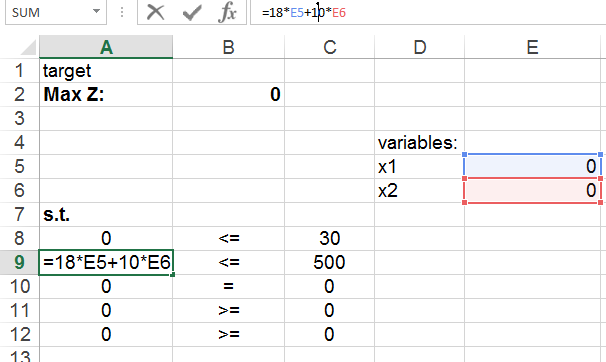 SUM fx =18*E5+10*E6
A B C D E
1 target
2 Max Z: 0
3
4 variables:
5 x1 0
6 x2 0
7 s.t.
8 0 <= 30
9 =18*E5+10*E6 <= 500
10 0 = 0
11 0 >= 0
12 0 >= 0
13